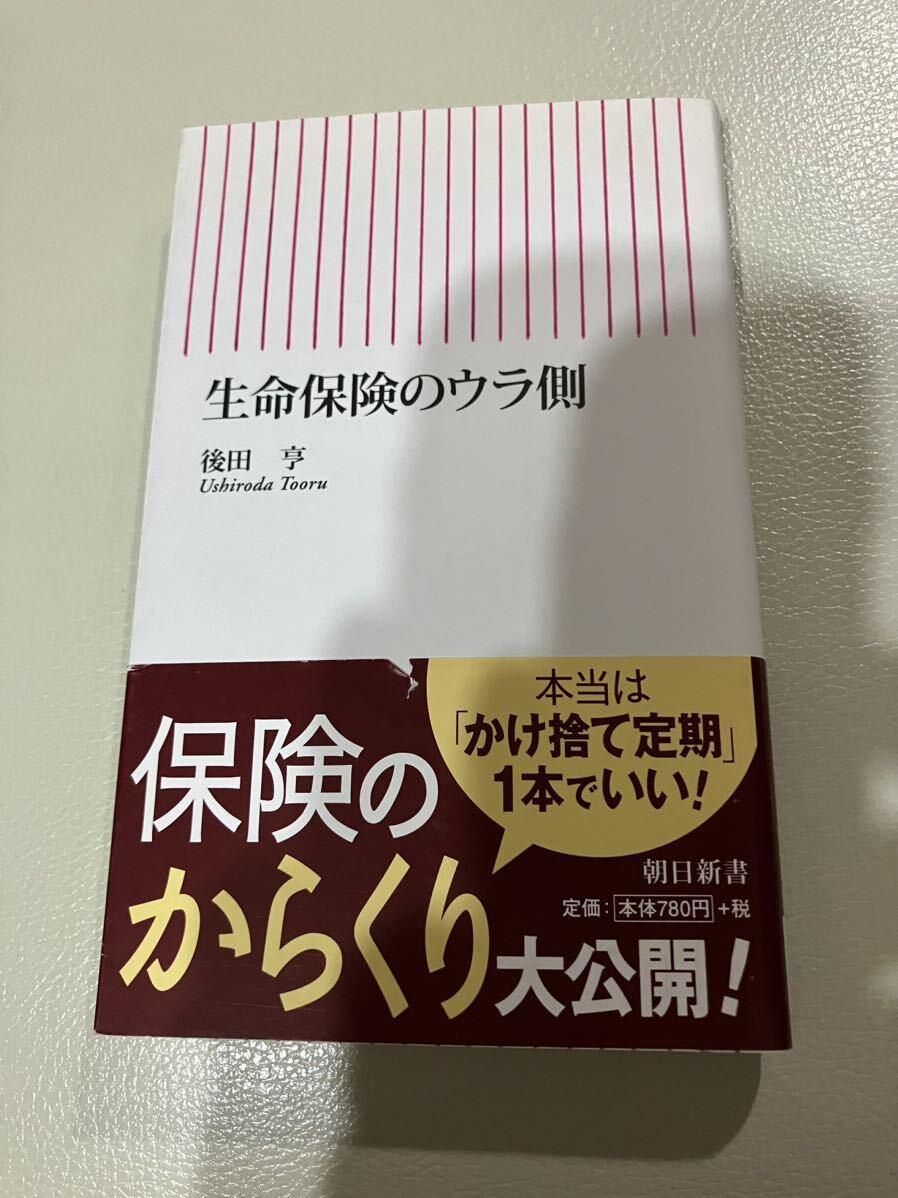 生命保険のウラ側
後田 亨
Ushiroda Tooru
本当は
「かけ捨て定期」
1本でいい!
保険の
からくり大公開!
朝日新書
定価:本体780円+税